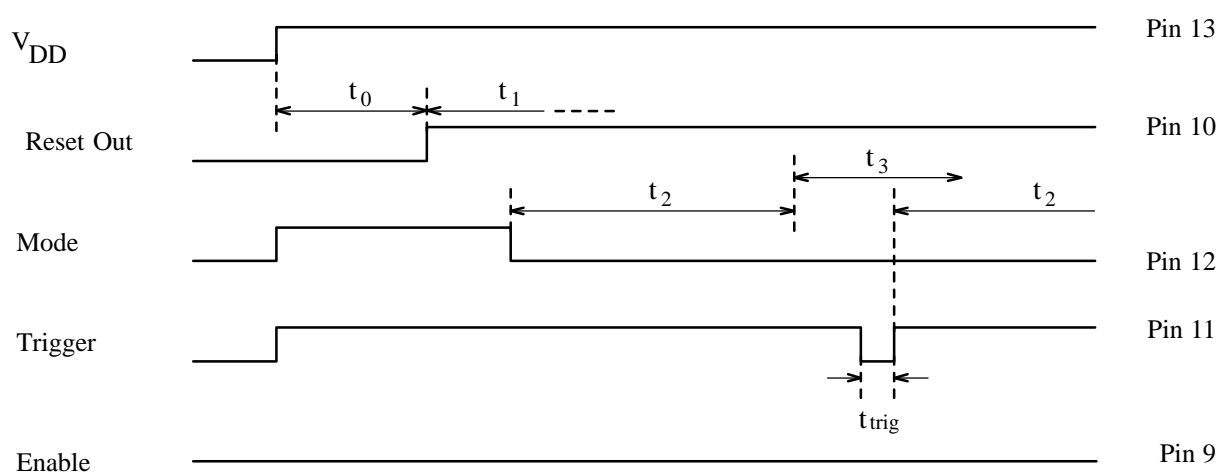 VDD Pin 13
t0 t1
Reset Out Pin 10
t3
t2 t2
Mode Pin 12
Trigger Pin 11
ttrig
Enable Pin 9